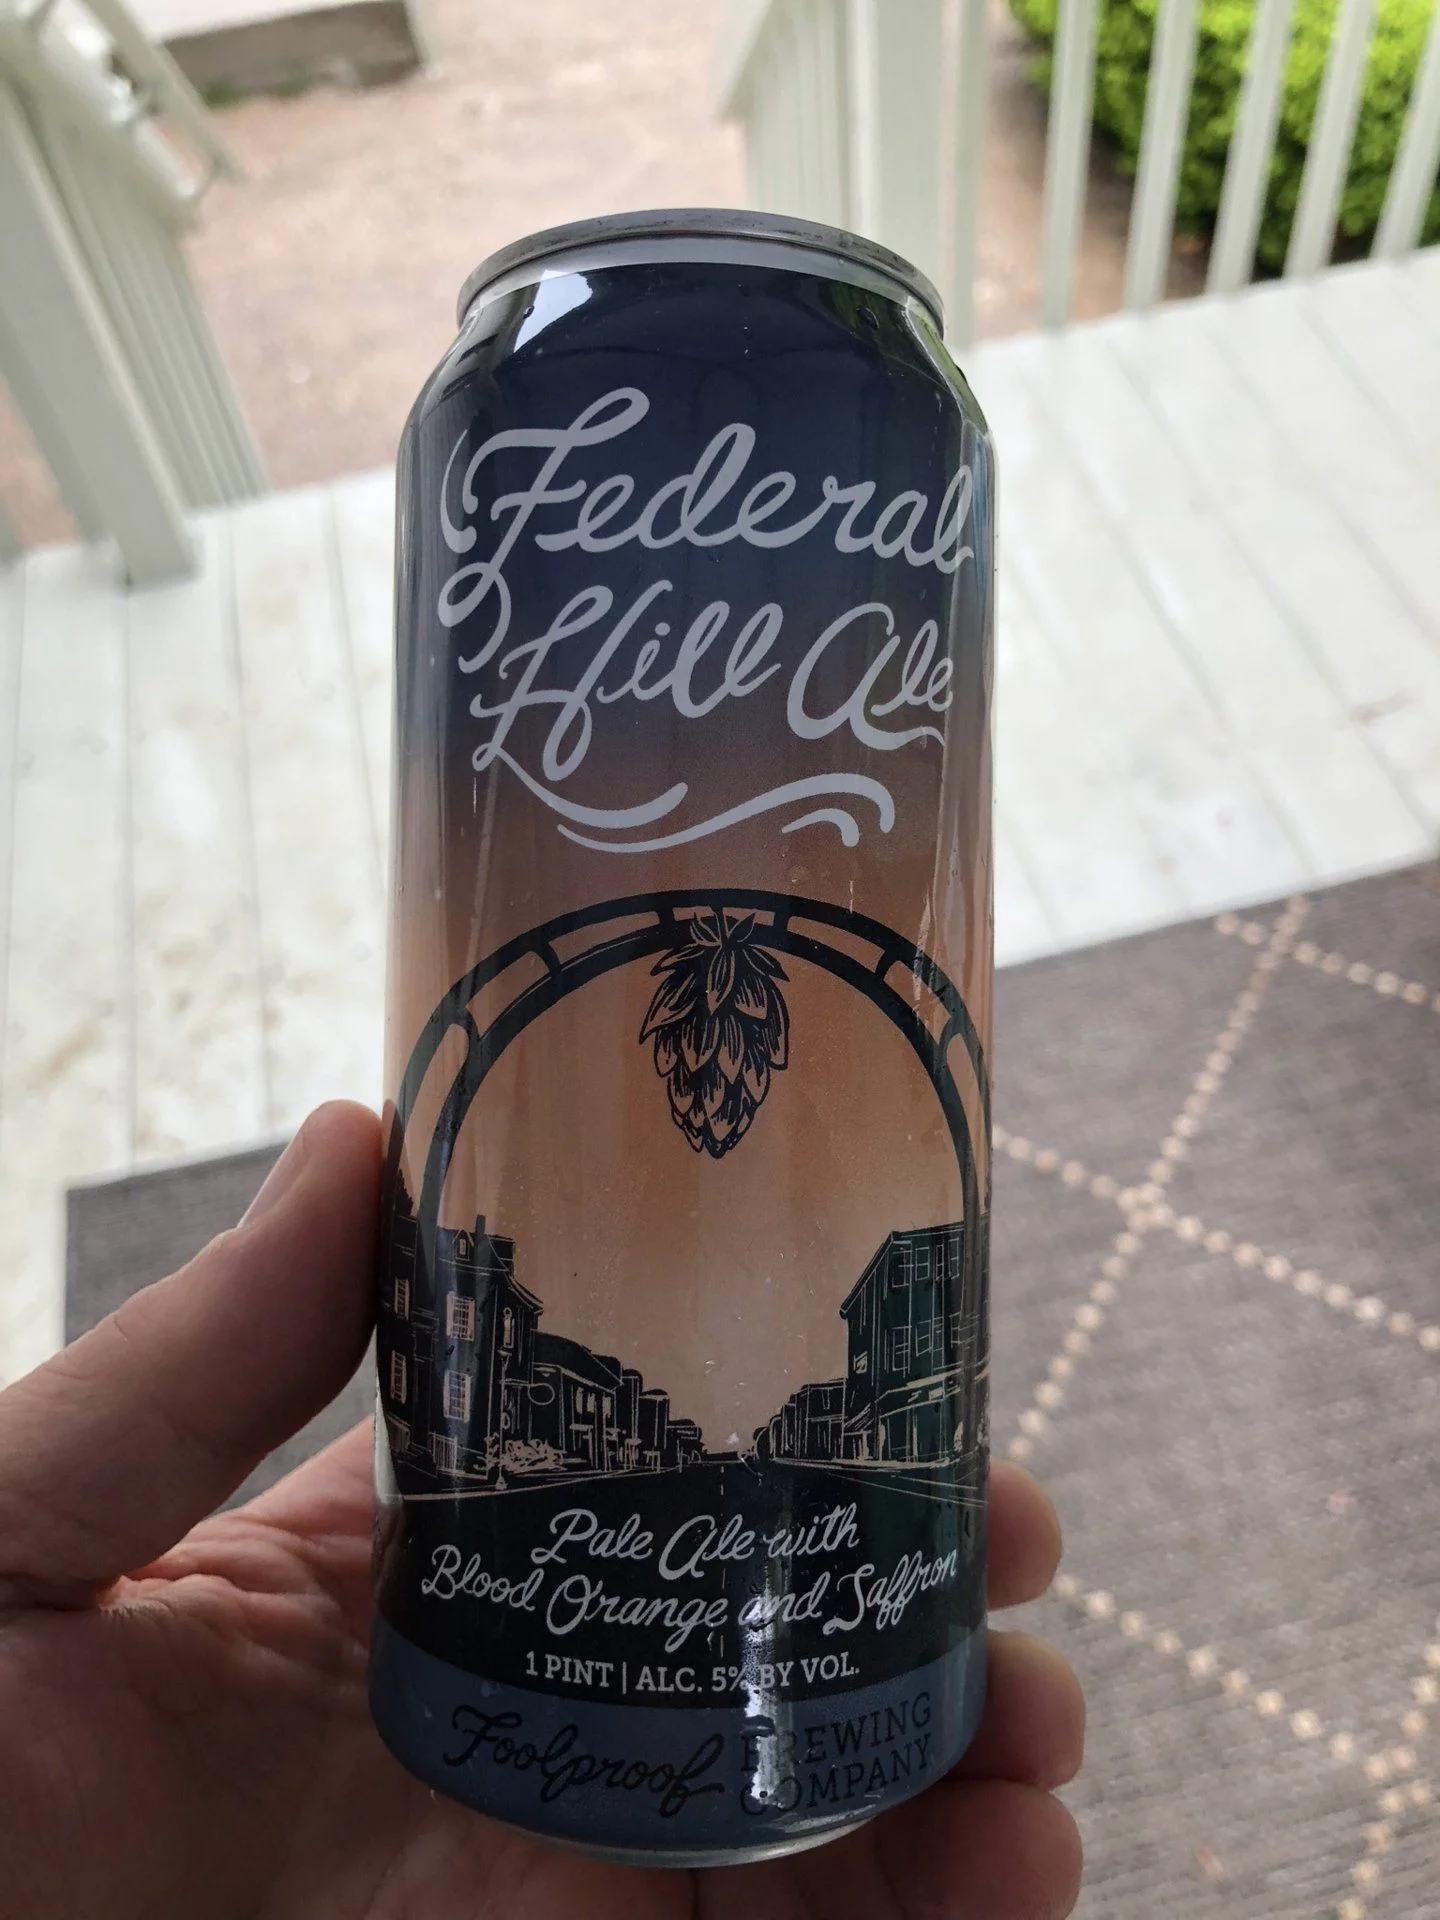 Federal
Hill Ale
Pale Ale with
Blood Orange and Saffron
1 PINT | ALC. 5% BY VOL.
Foolproof BREWING
COMPANY